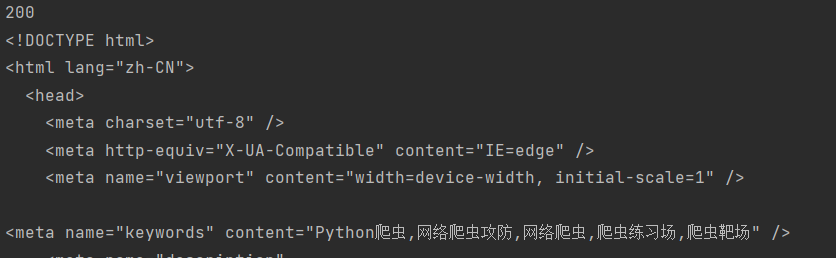 200
<!DOCTYPE html>
<html lang="zh-CN">
<head>
<meta charset="utf-8" />
<meta http-equiv="X-UA-Compatible" content="IE=edge" />
<meta name="viewport" content="width=device-width, initial-scale=1" />
<meta name="keywords" content="Python爬虫,网络爬虫攻防,网络爬虫,爬虫练习场,爬虫靶场" />
<meta name="description"